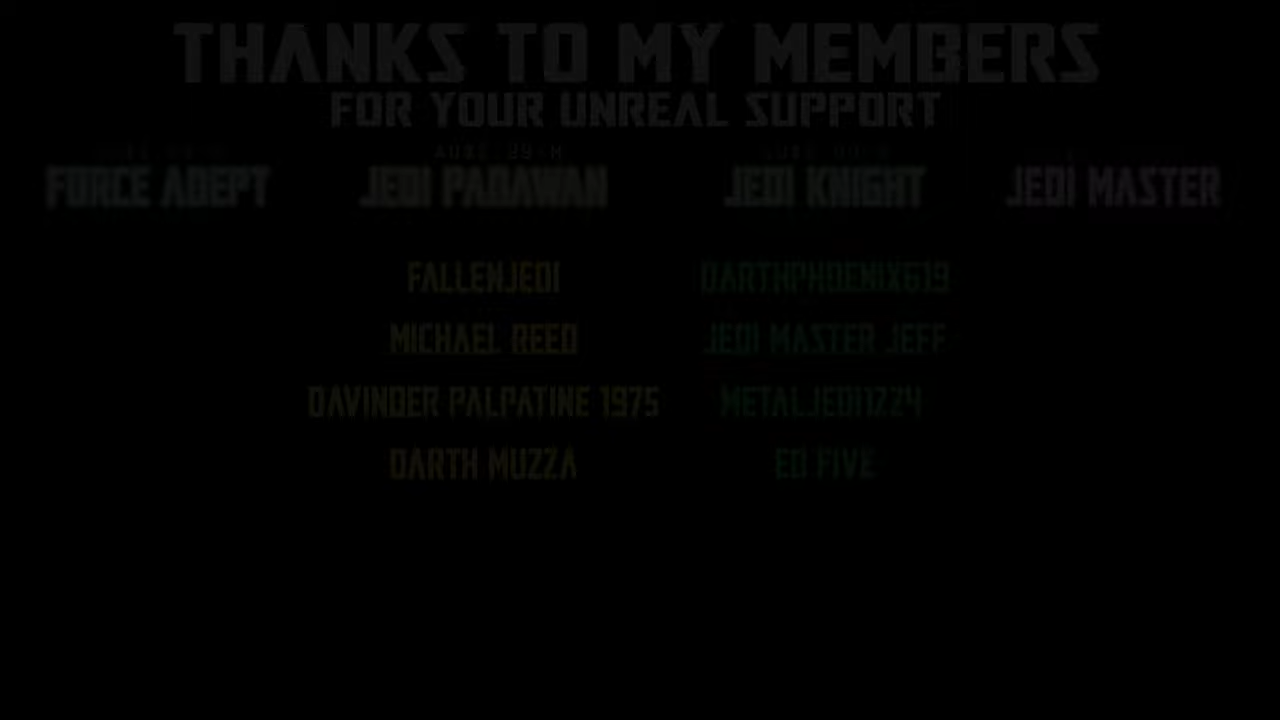 THANKS TO MY MEMBERS
FOR YOUR UNREAL SUPPORT
FORCE ADEPT JEDI PADAWAN JEDI KNIGHT JEDI MASTER
FALLENJEDI DARTHPHOENIX619
MICHAEL REED JEDI MASTER JEFF
DAVINDER PALPATINE 1975 METALJEDI1224
DARTH MUZZA ED FIVE